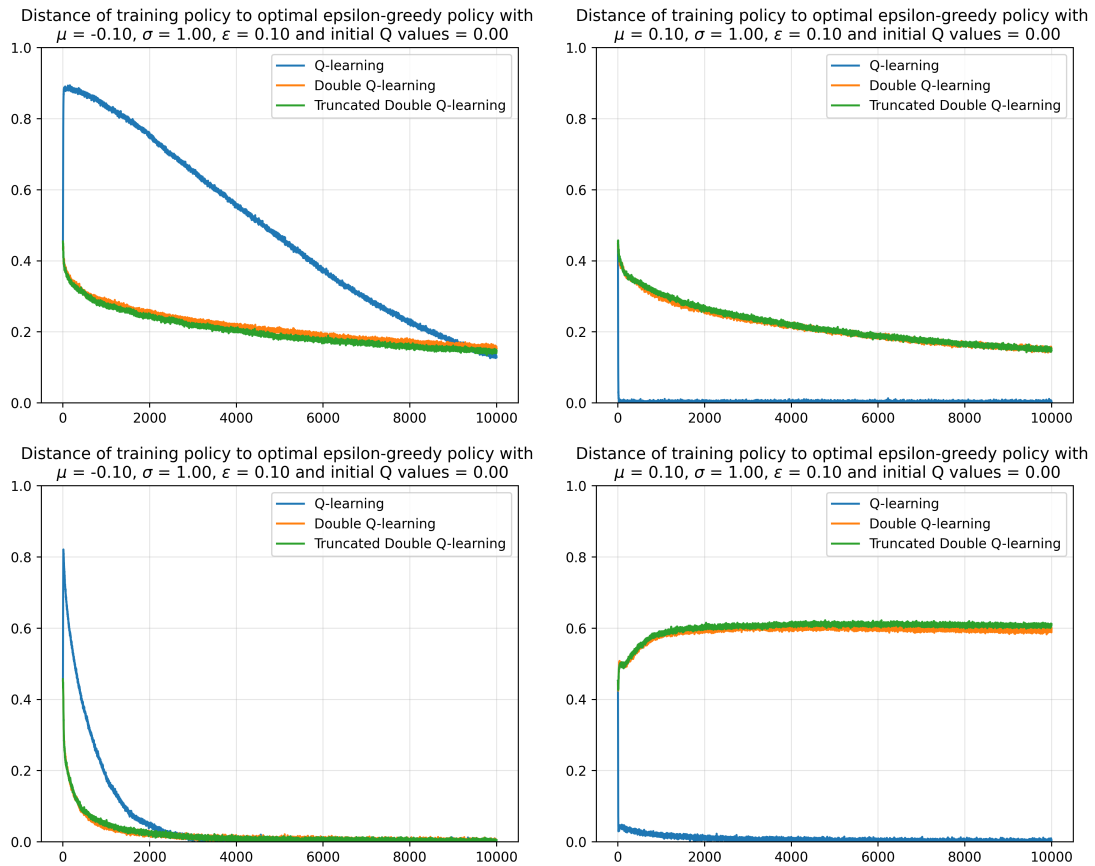 Distance of training policy to optimal epsilon-greedy policy with
μ = -0.10, σ = 1.00, ε = 0.10 and initial Q values = 0.00
1.0
0.8
0.6
0.4
0.2
0.0
0 2000 4000 6000 8000 10000
Q-learning
Double Q-learning
Truncated Double Q-learning
Distance of training policy to optimal epsilon-greedy policy with
μ = 0.10, σ = 1.00, ε = 0.10 and initial Q values = 0.00
1.0
0.8
0.6
0.4
0.2
0.0
0 2000 4000 6000 8000 10000
Q-learning
Double Q-learning
Truncated Double Q-learning
Distance of training policy to optimal epsilon-greedy policy with
μ = -0.10, σ = 1.00, ε = 0.10 and initial Q values = 0.00
1.0
0.8
0.6
0.4
0.2
0.0
0 2000 4000 6000 8000 10000
Q-learning
Double Q-learning
Truncated Double Q-learning
Distance of training policy to optimal epsilon-greedy policy with
μ = 0.10, σ = 1.00, ε = 0.10 and initial Q values = 0.00
1.0
0.8
0.6
0.4
0.2
0.0
0 2000 4000 6000 8000 10000
Q-learning
Double Q-learning
Truncated Double Q-learning